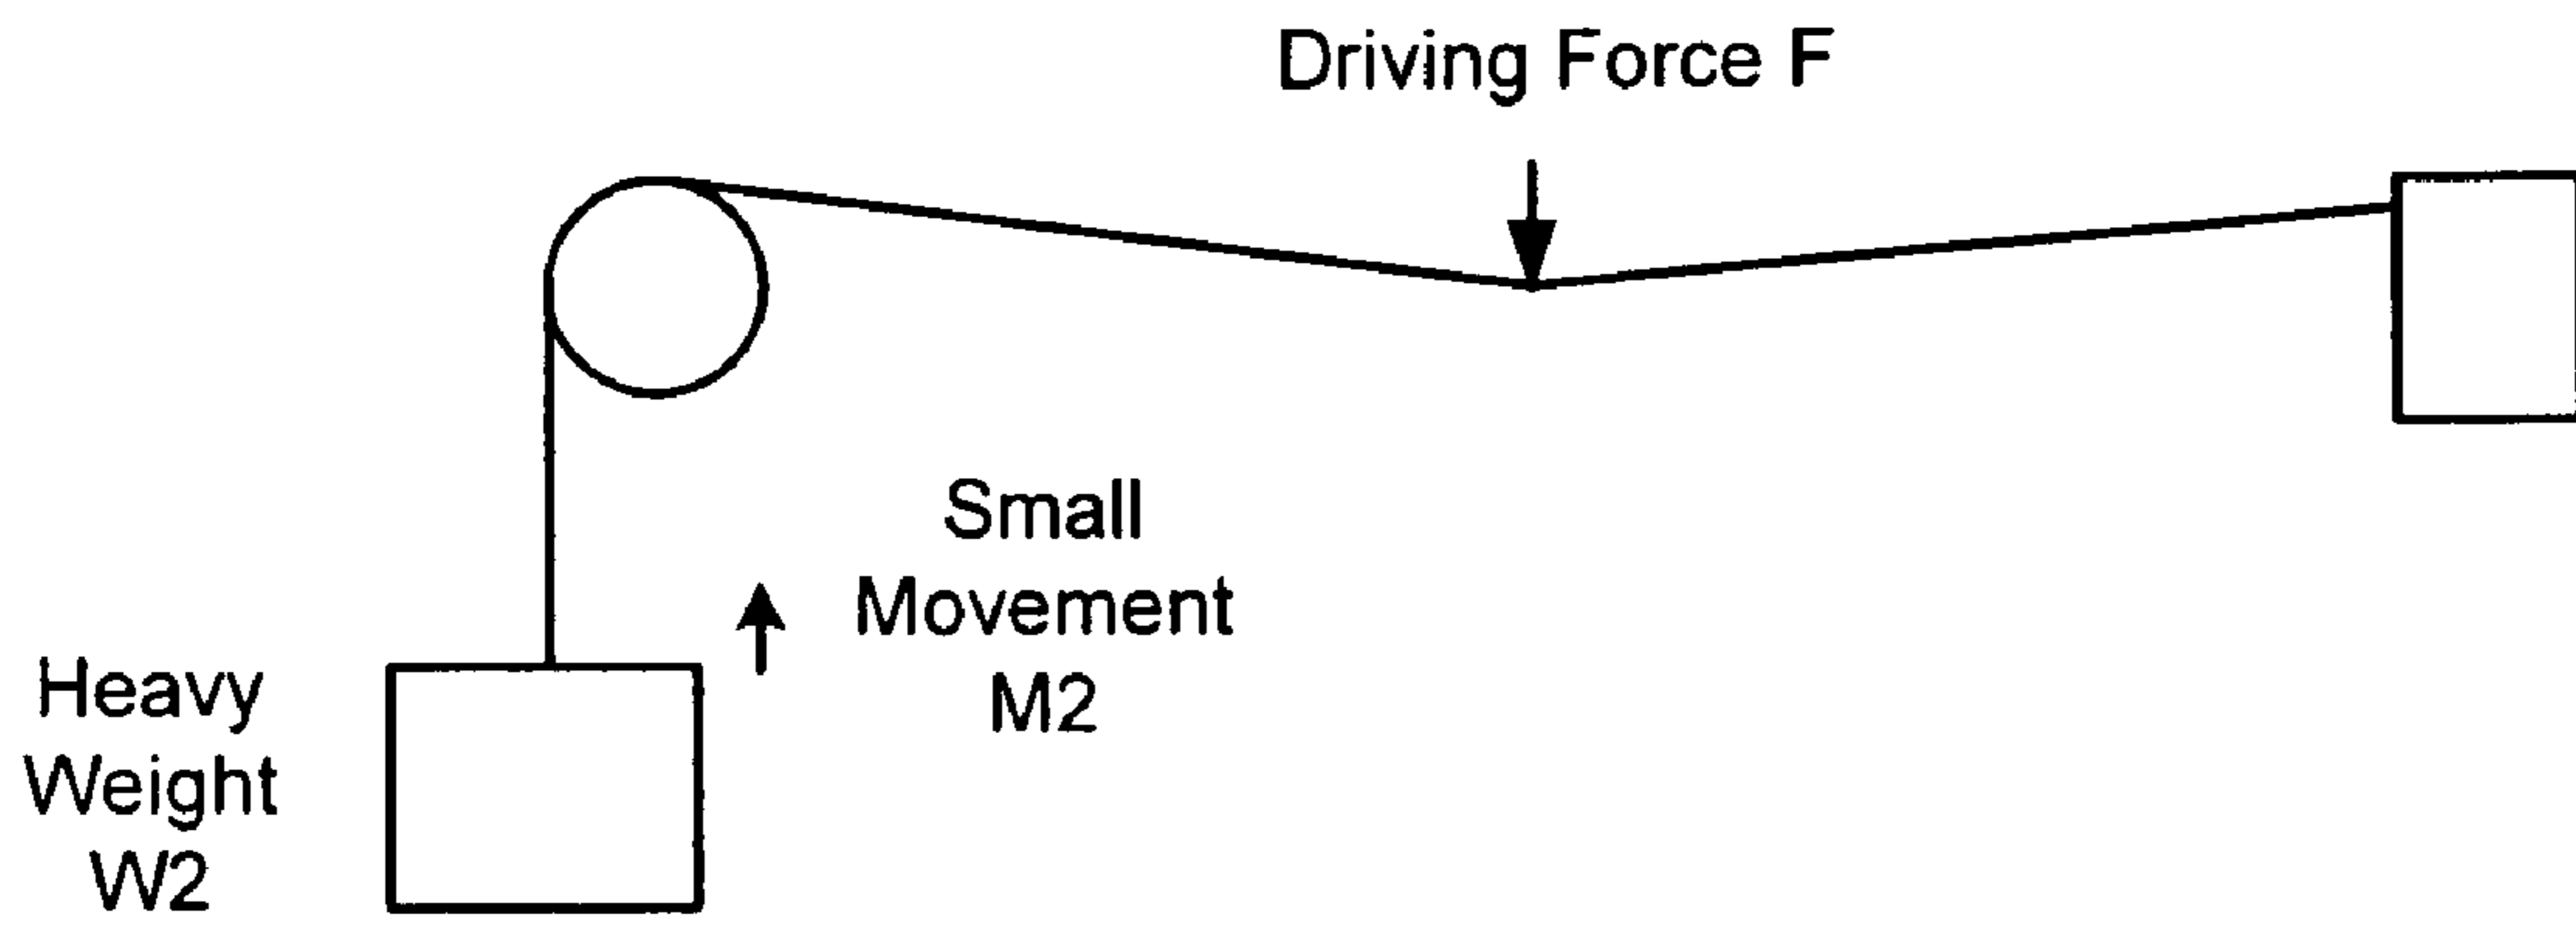 Driving Force F
Small
Movement
M2
Heavy
Weight
W2